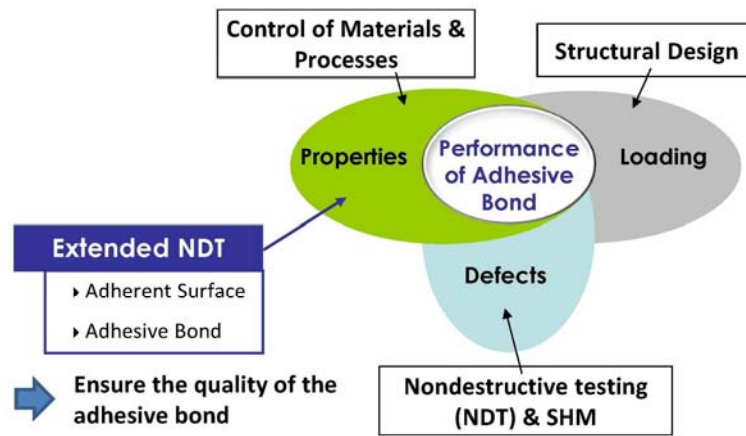 Control of Materials &
Processes
Structural Design
Properties
Performance
of Adhesive
Bond
Loading
Extended NDT
Adherent Surface
Adhesive Bond
Defects
Ensure the quality of the
adhesive bond
Nondestructive testing
(NDT) & SHM